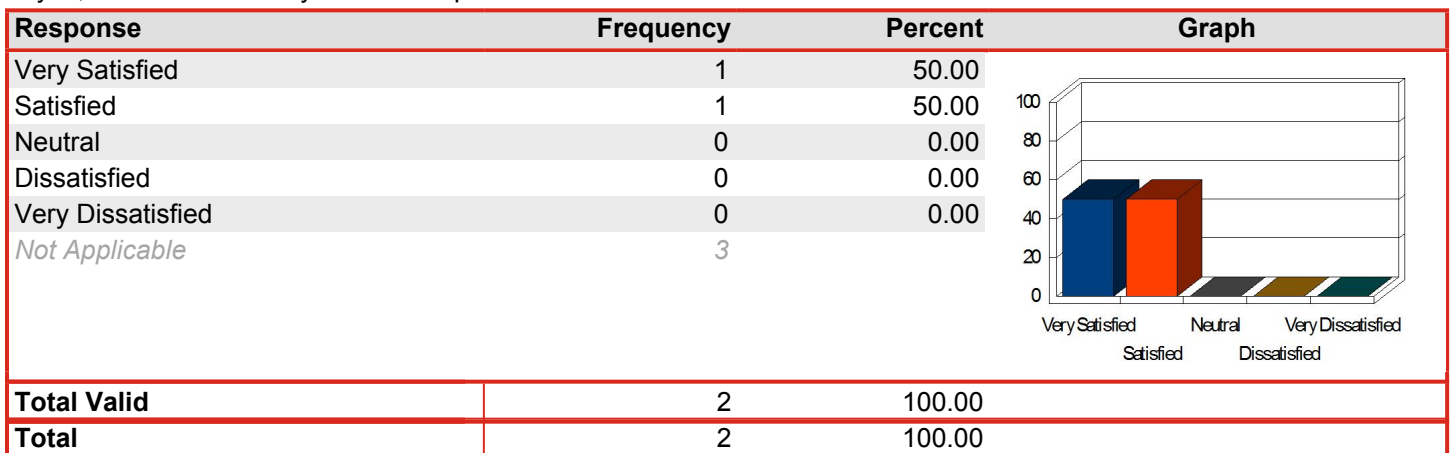 Response Frequency Percent Graph
Very Satisfied 1 50.00
Satisfied 1 50.00
Neutral 0 0.00
Dissatisfied 0 0.00
Very Dissatisfied 0 0.00
Not Applicable 3
100
80
60
40
20
0
Very Satisfied Neutral Very Dissatisfied
Satisfied Dissatisfied
Total Valid 2 100.00
Total 2 100.00